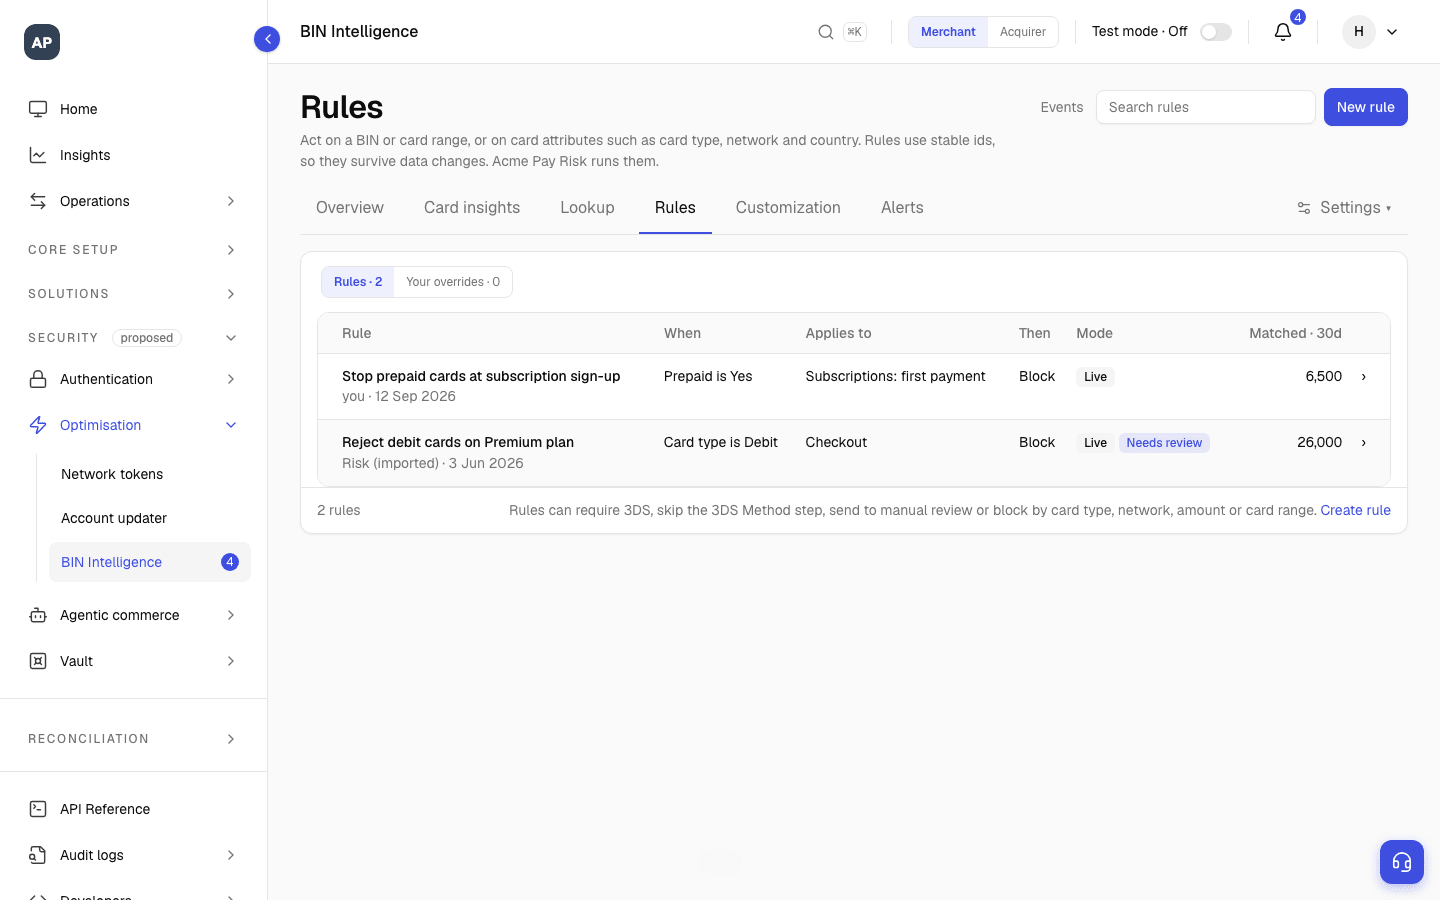 AP
Home
Insights
Operations
CORE SETUP
SOLUTIONS
SECURITY proposed
Authentication
Optimisation
Network tokens
Account updater
BIN Intelligence 4
Agentic commerce
Vault
RECONCILIATION
API Reference
Audit logs
Developers
BIN Intelligence
⌘K
Merchant Acquirer
Test mode · Off
4
H
Rules
Events
Search rules
New rule
Act on a BIN or card range, or on card attributes such as card type, network and country. Rules use stable ids,
so they survive data changes. Acme Pay Risk runs them.
Overview Card insights Lookup Rules Customization Alerts Settings ▾
Rules · 2 Your overrides · 0
Rule When Applies to Then Mode Matched · 30d
Stop prepaid cards at subscription sign-up Prepaid is Yes Subscriptions: first payment Block Live 6,500 ›
you · 12 Sep 2026
Reject debit cards on Premium plan Card type is Debit Checkout Block Live Needs review 26,000 ›
Risk (imported) · 3 Jun 2026
2 rules Rules can require 3DS, skip the 3DS Method step, send to manual review or block by card type, network, amount or card range. Create rule